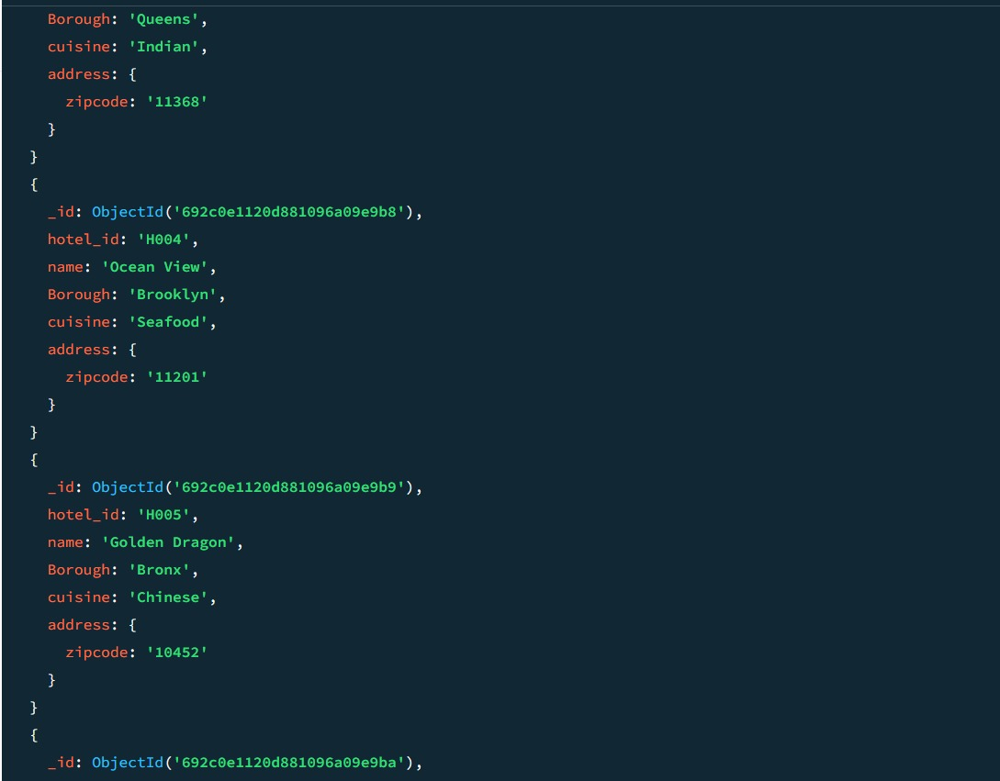 Borough: 'Queens',
cuisine: 'Indian',
address: {
zipcode: '11368'
}
}
{
_id: ObjectId('692c0e1120d881096a09e9b8'),
hotel_id: 'H004',
name: 'Ocean View',
Borough: 'Brooklyn',
cuisine: 'Seafood',
address: {
zipcode: '11201'
}
}
{
_id: ObjectId('692c0e1120d881096a09e9b9'),
hotel_id: 'H005',
name: 'Golden Dragon',
Borough: 'Bronx',
cuisine: 'Chinese',
address: {
zipcode: '10452'
}
}
{
_id: ObjectId('692c0e1120d881096a09e9ba'),